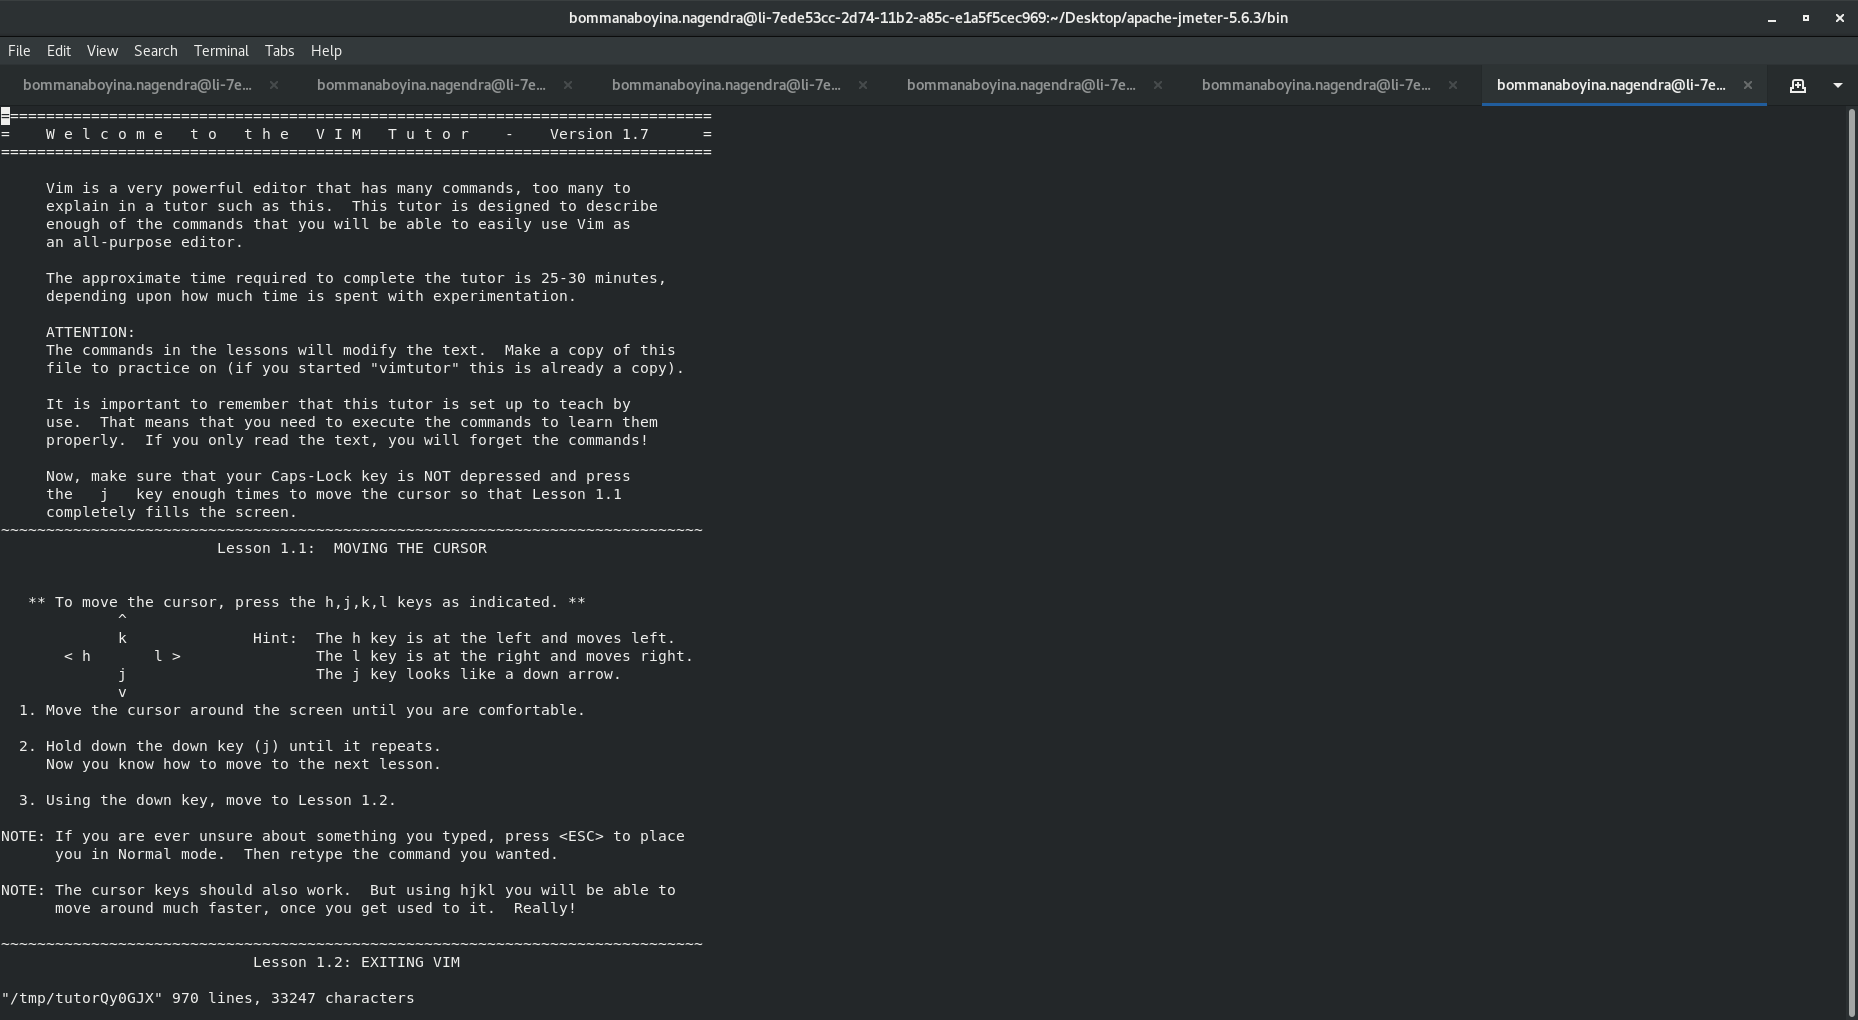 bommanaboyina.nagendra@li-7ede53cc-2d74-11b2-a85c-e1a5f5cec969:~/Desktop/apache-jmeter-5.6.3/bin
File Edit View Search Terminal Tabs Help
bommanaboyina.nagendra@li-7e... × bommanaboyina.nagendra@li-7e... × bommanaboyina.nagendra@li-7e... × bommanaboyina.nagendra@li-7e... × bommanaboyina.nagendra@li-7e... × bommanaboyina.nagendra@li-7e... ×
===============================================================================
=    W e l c o m e   t o   t h e   V I M   T u t o r    -    Version 1.7      =
===============================================================================
     Vim is a very powerful editor that has many commands, too many to
     explain in a tutor such as this.  This tutor is designed to describe
     enough of the commands that you will be able to easily use Vim as
     an all-purpose editor.
     The approximate time required to complete the tutor is 25-30 minutes,
     depending upon how much time is spent with experimentation.
     ATTENTION:
     The commands in the lessons will modify the text.  Make a copy of this
     file to practice on (if you started "vimtutor" this is already a copy).
     It is important to remember that this tutor is set up to teach by
     use.  That means that you need to execute the commands to learn them
     properly.  If you only read the text, you will forget the commands!
     Now, make sure that your Caps-Lock key is NOT depressed and press
     the   j   key enough times to move the cursor so that Lesson 1.1
     completely fills the screen.
~~~~~~~~~~~~~~~~~~~~~~~~~~~~~~~~~~~~~~~~~~~~~~~~~~~~~~~~~~~~~~~~~~~~~~~~~~~~~~
                        Lesson 1.1:  MOVING THE CURSOR
   ** To move the cursor, press the h,j,k,l keys as indicated. **
             ^
             k              Hint:  The h key is at the left and moves left.
       < h       l >               The l key is at the right and moves right.
             j                     The j key looks like a down arrow.
             v
  1. Move the cursor around the screen until you are comfortable.
  2. Hold down the down key (j) until it repeats.
     Now you know how to move to the next lesson.
  3. Using the down key, move to Lesson 1.2.
NOTE: If you are ever unsure about something you typed, press <ESC> to place
      you in Normal mode.  Then retype the command you wanted.
NOTE: The cursor keys should also work.  But using hjkl you will be able to
      move around much faster, once you get used to it.  Really!
~~~~~~~~~~~~~~~~~~~~~~~~~~~~~~~~~~~~~~~~~~~~~~~~~~~~~~~~~~~~~~~~~~~~~~~~~~~~~~
                            Lesson 1.2: EXITING VIM
"/tmp/tutorQy0GJX" 970 lines, 33247 characters